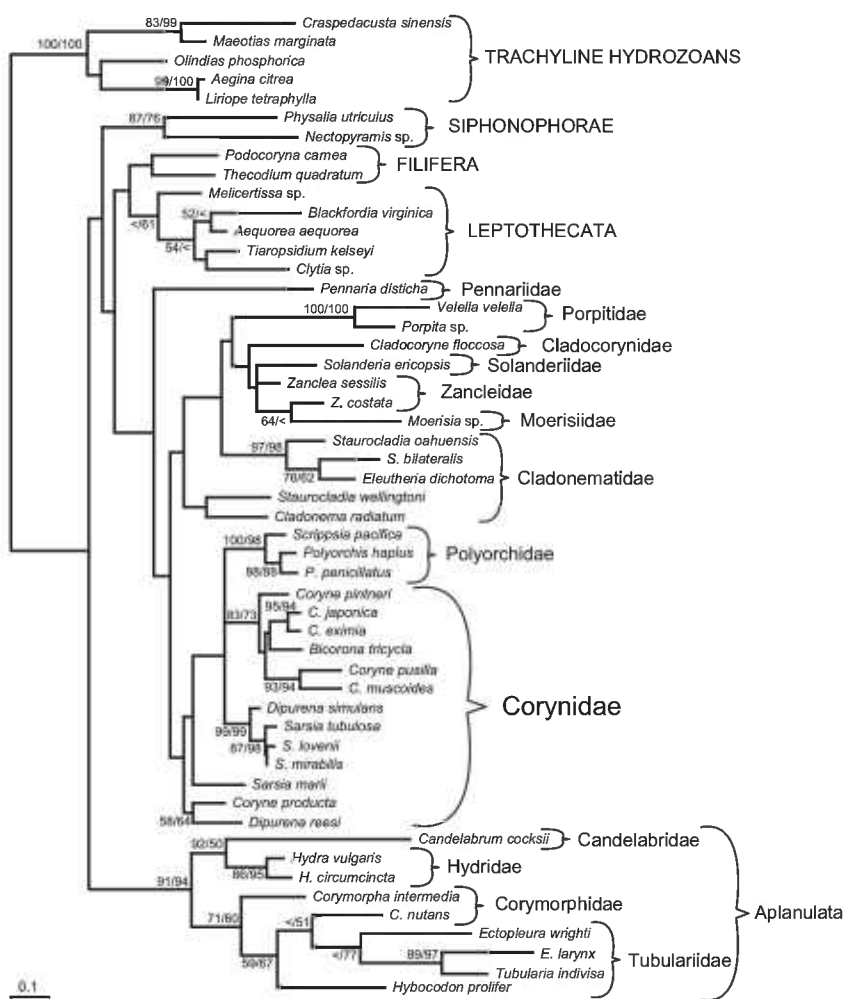 83/99
Craspedacusta sinensis
Maeotias marginata
100/100
TRACHYLINE HYDROZOANS
Olindias phosphorica
99/100
Aegina citrea
Liriope tetraphylla
87/76
Physalia utriculus
SIPHONOPHORAE
Nectopyramis sp.
Podocoryna carnea
FILIFERA
Thecodium quadratum
Melicertissa sp.
</61
52/<
Blackfordia virginica
Aequorea aequorea
LEPTOTHECATA
54/<
Tiaropsidium kelseyi
Clytia sp.
Pennaria disticha
Pennariidae
100/100
Velella velella
Porpitidae
Porpita sp.
Cladocoryne floccosa
Cladocorynidae
Solanderia ericopsis
Solanderiidae
Zanclea sessilis
Zancleidae
Z. costata
64/<
Moerisia sp.
Moerisiidae
97/98
Staurocladia oahuensis
S. bilateralis
76/62
Eleutheria dichotoma
Cladonematidae
Staurocladia wellingtoni
Cladonema radiatum
100/98
Scrippsia pacifica
Polyorchis haplus
Polyorchidae
98/88
P. penicillatus
Coryne pintneri
95/94
83/73
C. japonica
C. eximia
Bicorona tricycla
Coryne pusilla
93/94
C. muscoides
Corynidae
Dipurena simulans
99/99
Sarsia tubulosa
67/98
S. lovenii
S. mirabilis
Sarsia marii
Coryne producta
58/64
Dipurena reesi
92/50
Candelabrum cocksii
Candelabridae
Hydra vulgaris
86/95
Hydridae
H. circumcincta
91/94
Corymorpha intermedia
Corymorphidae
71/60
</51
C. nutans
Aplanulata
Ectopleura wrighti
</77
89/97
E. larynx
59/67
Tubulariidae
Tubularia indivisa
Hybocodon prolifer
0.1